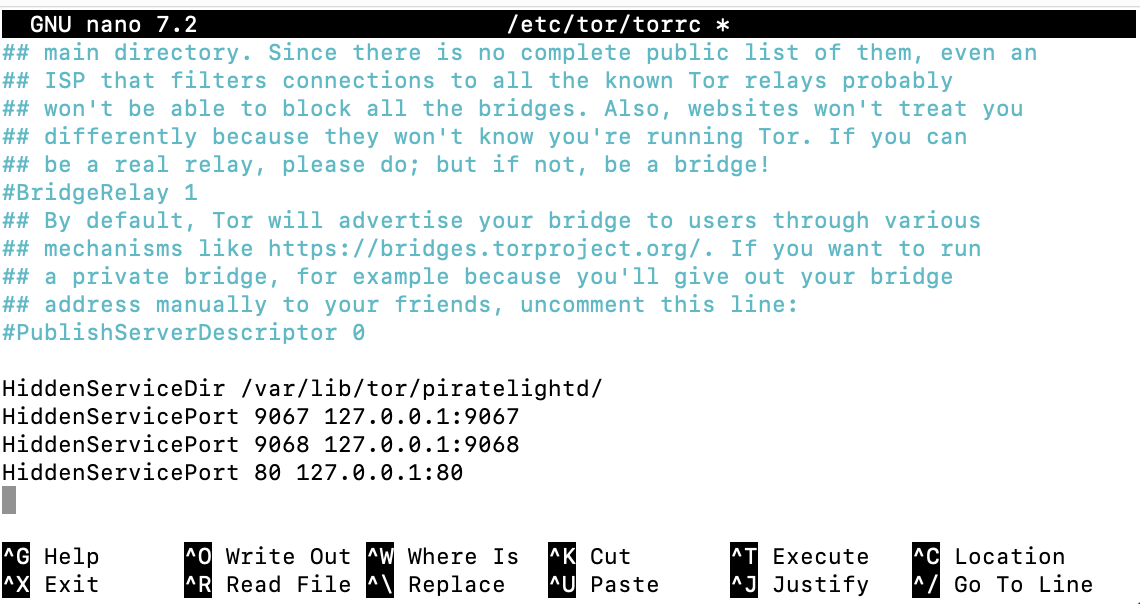 GNU nano 7.2 /etc/tor/torrc *
## main directory. Since there is no complete public list of them, even an
## ISP that filters connections to all the known Tor relays probably
## won't be able to block all the bridges. Also, websites won't treat you
## differently because they won't know you're running Tor. If you can
## be a real relay, please do; but if not, be a bridge!
#BridgeRelay 1
## By default, Tor will advertise your bridge to users through various
## mechanisms like https://bridges.torproject.org/. If you want to run
## a private bridge, for example because you'll give out your bridge
## address manually to your friends, uncomment this line:
#PublishServerDescriptor 0
HiddenServiceDir /var/lib/tor/piratelightd/
HiddenServicePort 9067 127.0.0.1:9067
HiddenServicePort 9068 127.0.0.1:9068
HiddenServicePort 80 127.0.0.1:80
^G Help ^O Write Out ^W Where Is ^K Cut ^T Execute ^C Location
^X Exit ^R Read File ^\ Replace ^U Paste ^J Justify ^/ Go To Line